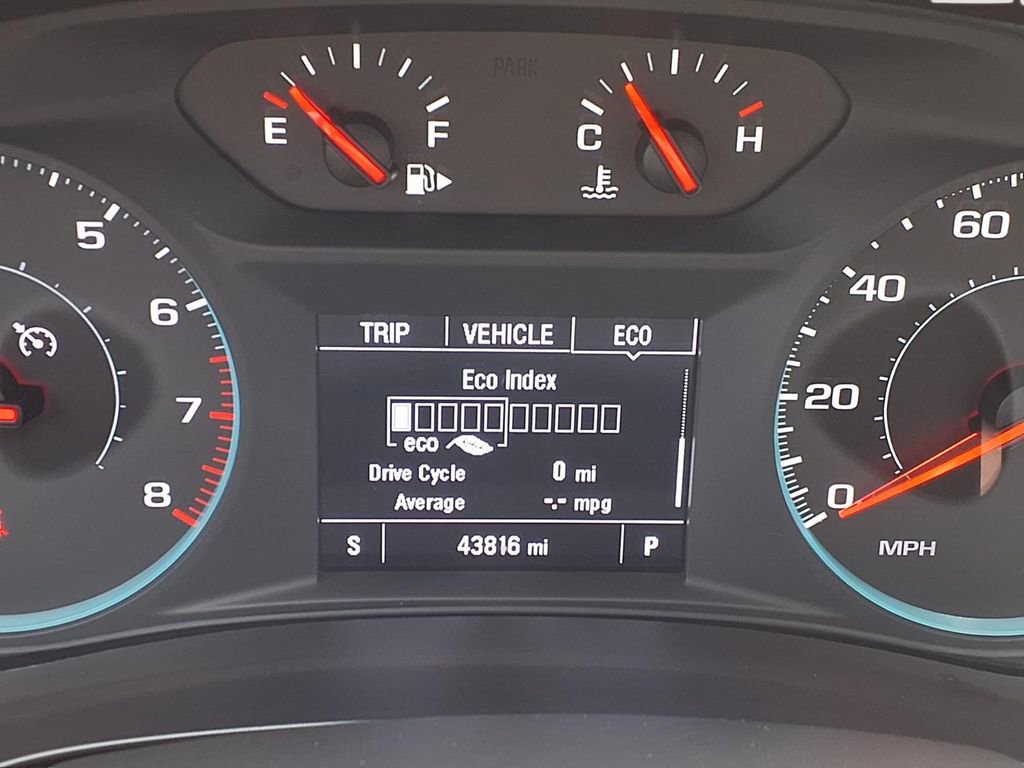 PARK
E F C H
5
6
7
8
TRIP VEHICLE ECO
Eco Index
eco
Drive Cycle 0 mi
Average -.- mpg
S 43816 mi P
60
40
20
0
MPH